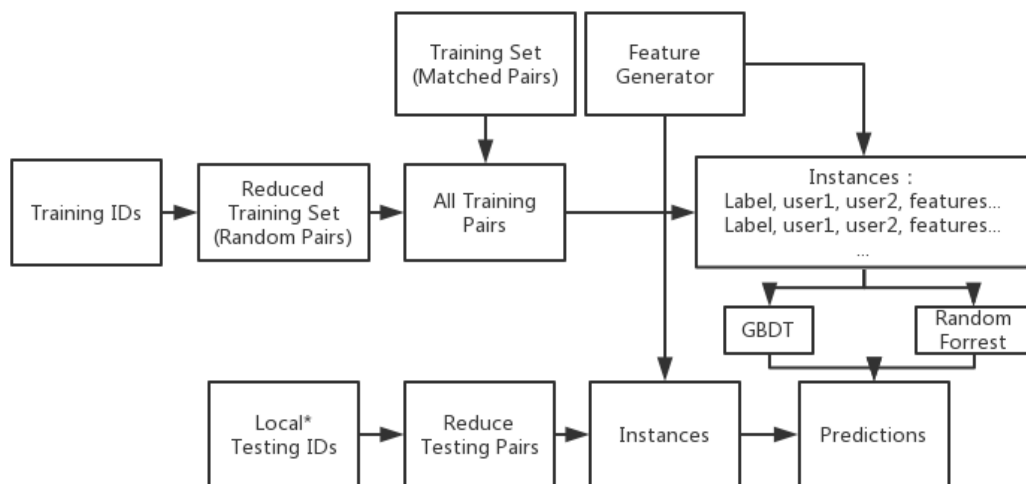 Training Set
(Matched Pairs)
Feature
Generator
Training IDs
Reduced
Training Set
(Random Pairs)
All Training
Pairs
Instances :
Label, user1, user2, features...
Label, user1, user2, features...
...
GBDT
Random
Forrest
Local*
Testing IDs
Reduce
Testing Pairs
Instances
Predictions